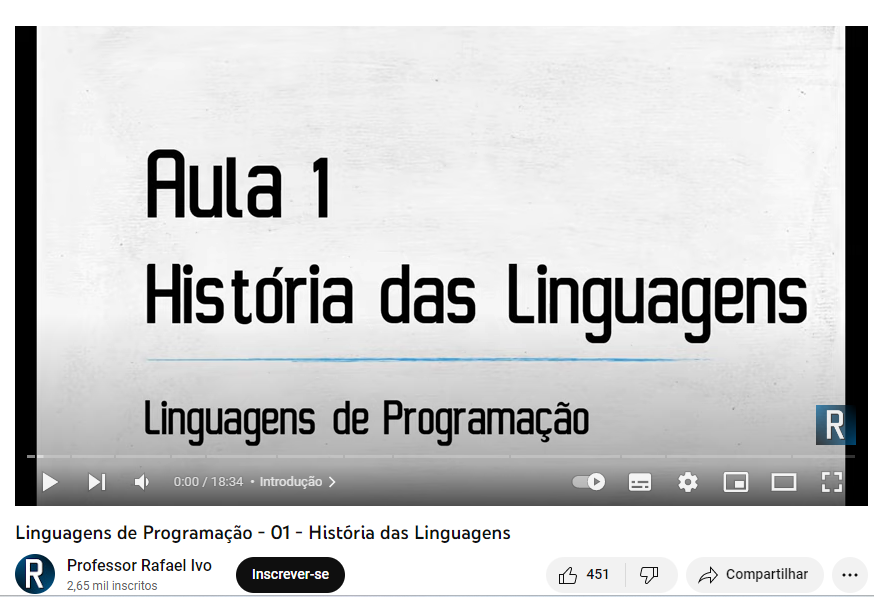 Aula 1
História das Linguagens
Linguagens de Programação
R
0:00 / 18:34 • Introdução
Linguagens de Programação - 01 - História das Linguagens
R
Professor Rafael Ivo
2,65 mil inscritos
Inscrever-se
451
Compartilhar